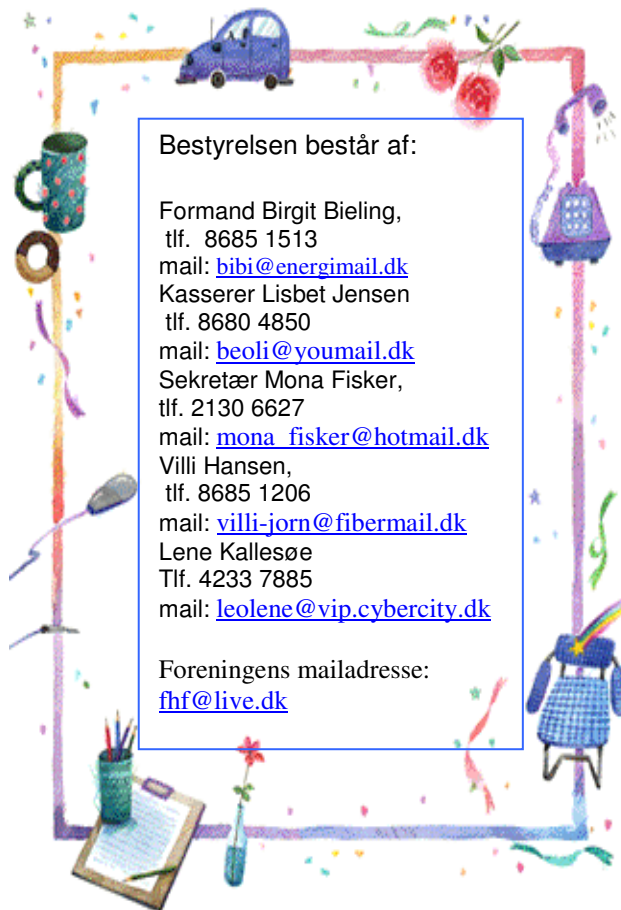 Bestyrelsen består af:
Formand Birgit Bieling,
tlf. 8685 1513
mail: bibi@energimail.dk
Kasserer Lisbet Jensen
tlf. 8680 4850
mail: beoli@youmail.dk
Sekretær Mona Fisker,
tlf. 2130 6627
mail: mona_fisker@hotmail.dk
Villi Hansen,
tlf. 8685 1206
mail: villi-jorn@fibermail.dk
Lene Kallesøe
Tlf. 4233 7885
mail: leolene@vip.cybercity.dk
Foreningens mailadresse:
fhf@live.dk